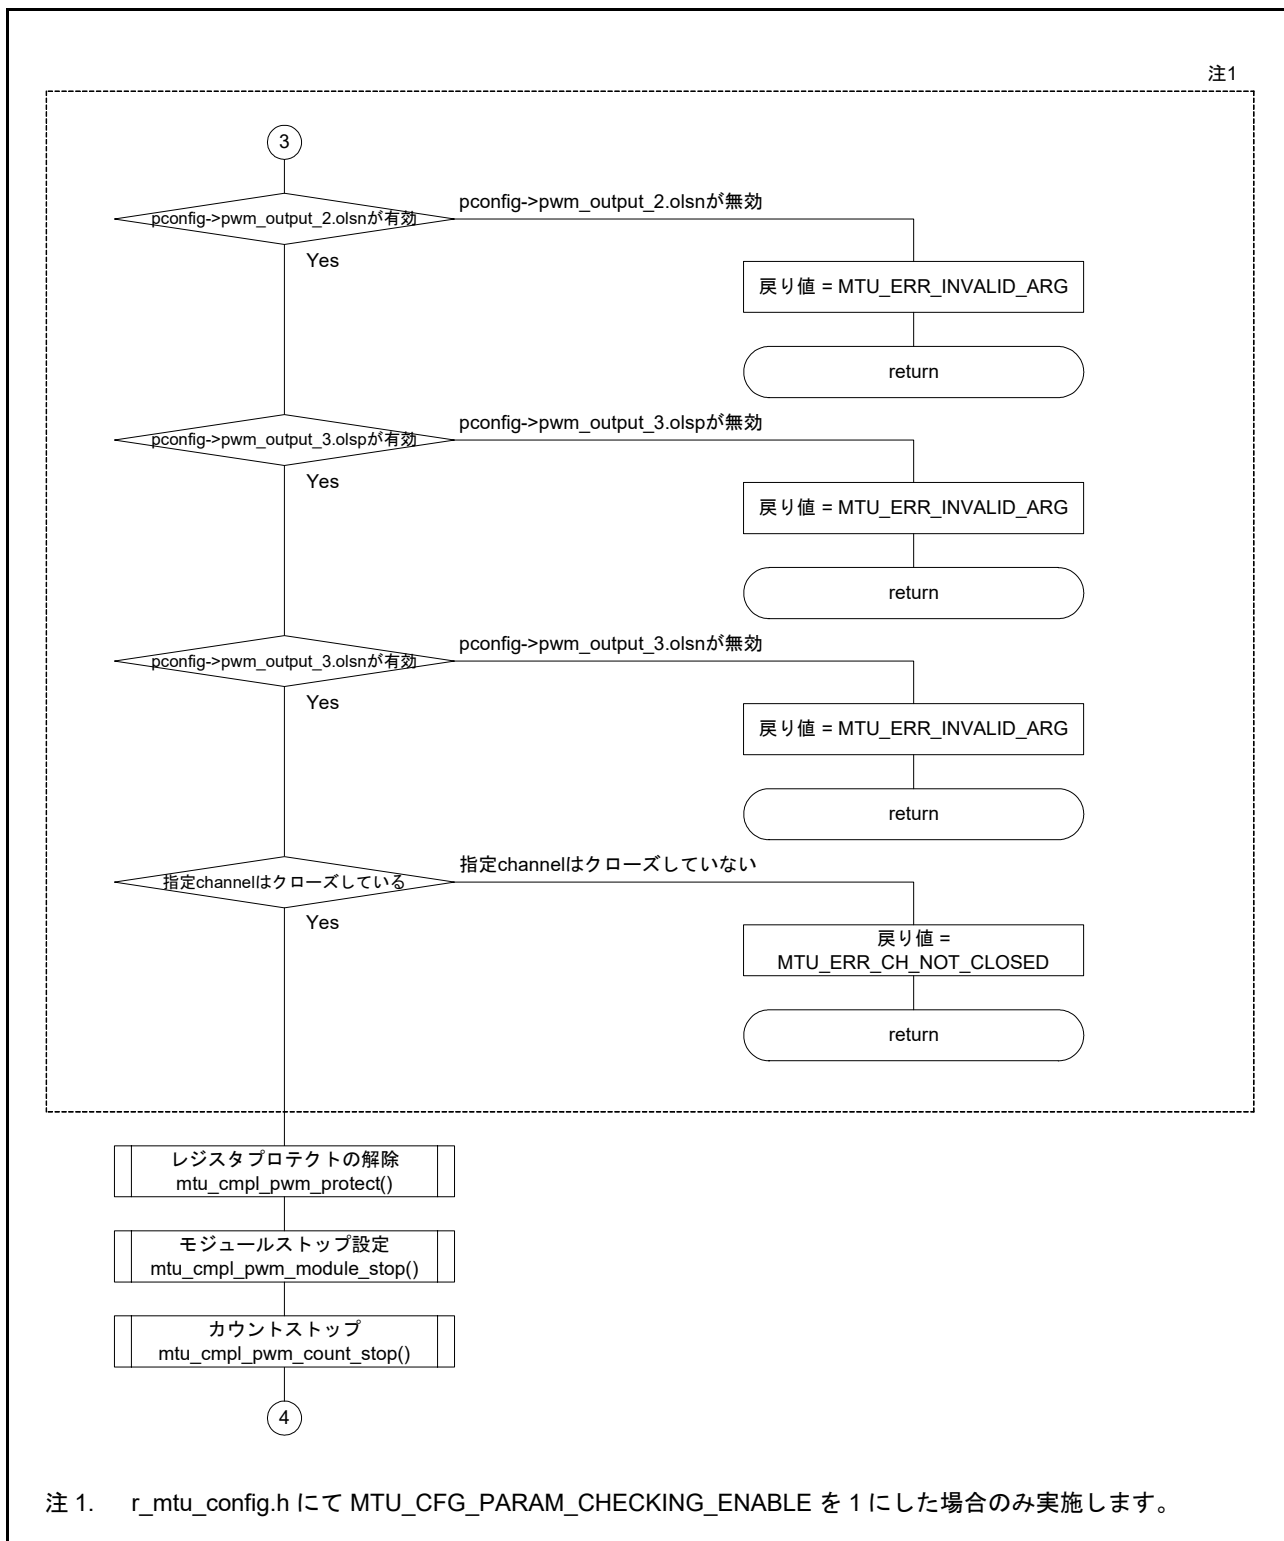 注1
3
pconfig->pwm_output_2.olsnが有効
pconfig->pwm_output_2.olsnが無効
Yes
戻り値 = MTU_ERR_INVALID_ARG
return
pconfig->pwm_output_3.olspが有効
pconfig->pwm_output_3.olspが無効
Yes
戻り値 = MTU_ERR_INVALID_ARG
return
pconfig->pwm_output_3.olsnが有効
pconfig->pwm_output_3.olsnが無効
Yes
戻り値 = MTU_ERR_INVALID_ARG
return
指定channelはクローズしている
指定channelはクローズしていない
Yes
戻り値 =
MTU_ERR_CH_NOT_CLOSED
return
レジスタプロテクトの解除
mtu_cmpl_pwm_protect()
モジュールストップ設定
mtu_cmpl_pwm_module_stop()
カウントストップ
mtu_cmpl_pwm_count_stop()
4
注 1. r_mtu_config.h にて MTU_CFG_PARAM_CHECKING_ENABLE を 1 にした場合のみ実施します。